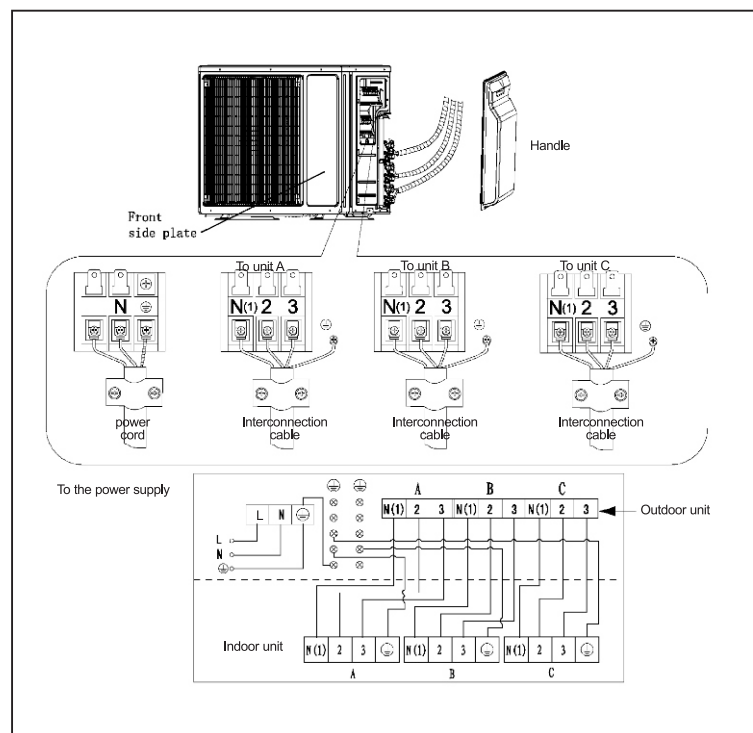 Handle
Front
side plate
To unit A
To unit B
To unit C
N ⏚
N(1) 2 3
N(1) 2 3
N(1) 2 3
power
cord
Interconnection
cable
Interconnection
cable
Interconnection
cable
To the power supply
A B C
L N ⏚
N(1) 2 3 N(1) 2 3 N(1) 2 3
Outdoor unit
L
N
⏚
Indoor unit
N(1) 2 3 ⏚ N(1) 2 3 ⏚ N(1) 2 3 ⏚
A B C